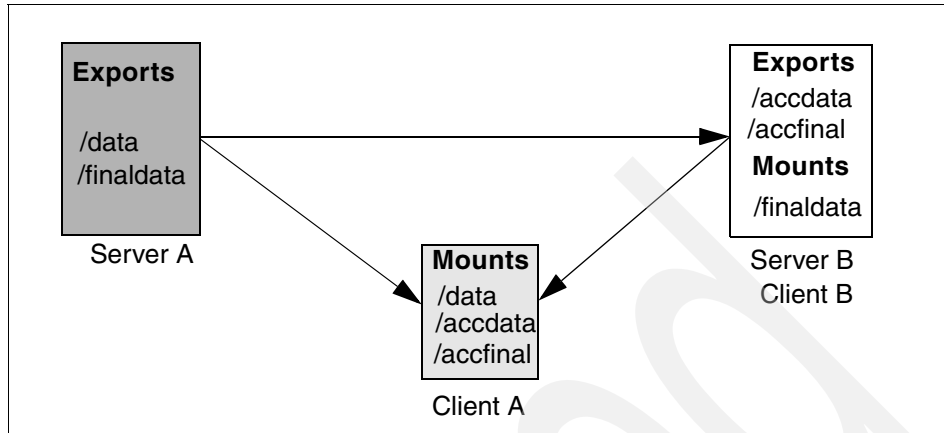 Exports
/data
/finaldata
Server A
Exports
/accdata
/accfinal
Mounts
/finaldata
Server B
Client B
Mounts
/data
/accdata
/accfinal
Client A